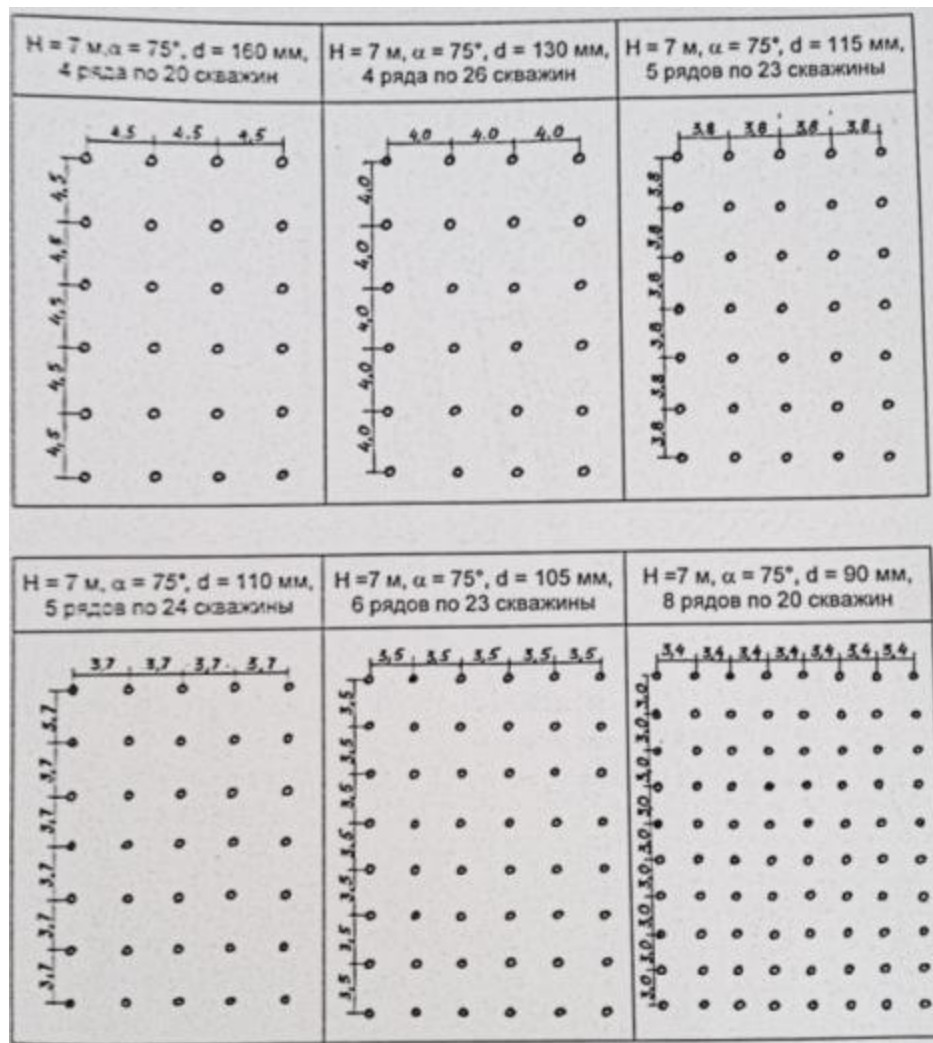 H = 7 м, α = 75°, d = 160 мм,
4 ряда по 20 скважин
H = 7 м, α = 75°, d = 130 мм,
4 ряда по 26 скважин
H = 7 м, α = 75°, d = 115 мм,
5 рядов по 23 скважины
4.5 4.5 4.5
4,5
4,5
4,5
4,5
4,5
4,0 4,0 4,0
4,0
4,0
4,0
4,0
4,0
3,8 3,8 3,8 3,8
3,8
3,8
3,8
3,8
3,8
3,8
H = 7 м, α = 75°, d = 110 мм,
5 рядов по 24 скважины
H =7 м, α = 75°, d = 105 мм,
6 рядов по 23 скважины
H =7 м, α = 75°, d = 90 мм,
8 рядов по 20 скважин
3,7 3,7 3,7 3,7
3,7
3,7
3,7
3,7
3,7
3,7
3,5 3,5 3,5 3,5 3,5
3,5
3,5
3,5
3,5
3,5
3,5
3,5
3,4 3,4 3,4 3,4 3,4 3,4 3,4
3,0
3,0
3,0
3,0
3,0
3,0
3,0
3,0
3,0